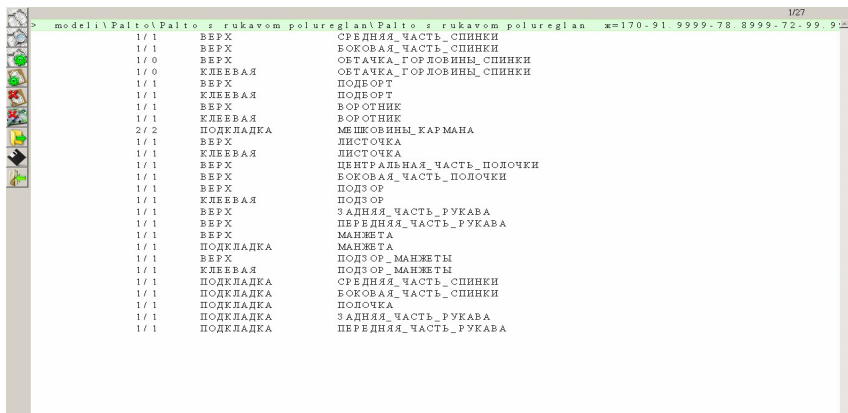 1/27
> modeli\Palto\Palto s rukavom polureglan\Palto s rukavom polureglan ж=170-91.9999-78.8999-72-99.9
1/1 ВЕРХ СРЕДНЯЯ_ЧАСТЬ_СПИНКИ
1/1 ВЕРХ БОКОВАЯ_ЧАСТЬ_СПИНКИ
1/0 ВЕРХ ОБТАЧКА_ГОРЛОВИНЫ_СПИНКИ
1/0 КЛЕЕВАЯ ОБТАЧКА_ГОРЛОВИНЫ_СПИНКИ
1/1 ВЕРХ ПОДБОРТ
1/1 КЛЕЕВАЯ ПОДБОРТ
1/1 ВЕРХ ВОРОТНИК
1/1 КЛЕЕВАЯ ВОРОТНИК
2/2 ПОДКЛАДКА МЕШКОВИНЫ_КАРМАНА
1/1 ВЕРХ ЛИСТОЧКА
1/1 КЛЕЕВАЯ ЛИСТОЧКА
1/1 ВЕРХ ЦЕНТРАЛЬНАЯ_ЧАСТЬ_ПОЛОЧКИ
1/1 ВЕРХ БОКОВАЯ_ЧАСТЬ_ПОЛОЧКИ
1/1 ВЕРХ ПОДЗОР
1/1 КЛЕЕВАЯ ПОДЗОР
1/1 ВЕРХ ЗАДНЯЯ_ЧАСТЬ_РУКАВА
1/1 ВЕРХ ПЕРЕДНЯЯ_ЧАСТЬ_РУКАВА
1/1 ВЕРХ МАНЖЕТА
1/1 ПОДКЛАДКА МАНЖЕТА
1/1 ВЕРХ ПОДЗОР_МАНЖЕТЫ
1/1 КЛЕЕВАЯ ПОДЗОР_МАНЖЕТЫ
1/1 ПОДКЛАДКА СРЕДНЯЯ_ЧАСТЬ_СПИНКИ
1/1 ПОДКЛАДКА БОКОВАЯ_ЧАСТЬ_СПИНКИ
1/1 ПОДКЛАДКА ПОЛОЧКА
1/1 ПОДКЛАДКА ЗАДНЯЯ_ЧАСТЬ_РУКАВА
1/1 ПОДКЛАДКА ПЕРЕДНЯЯ_ЧАСТЬ_РУКАВА